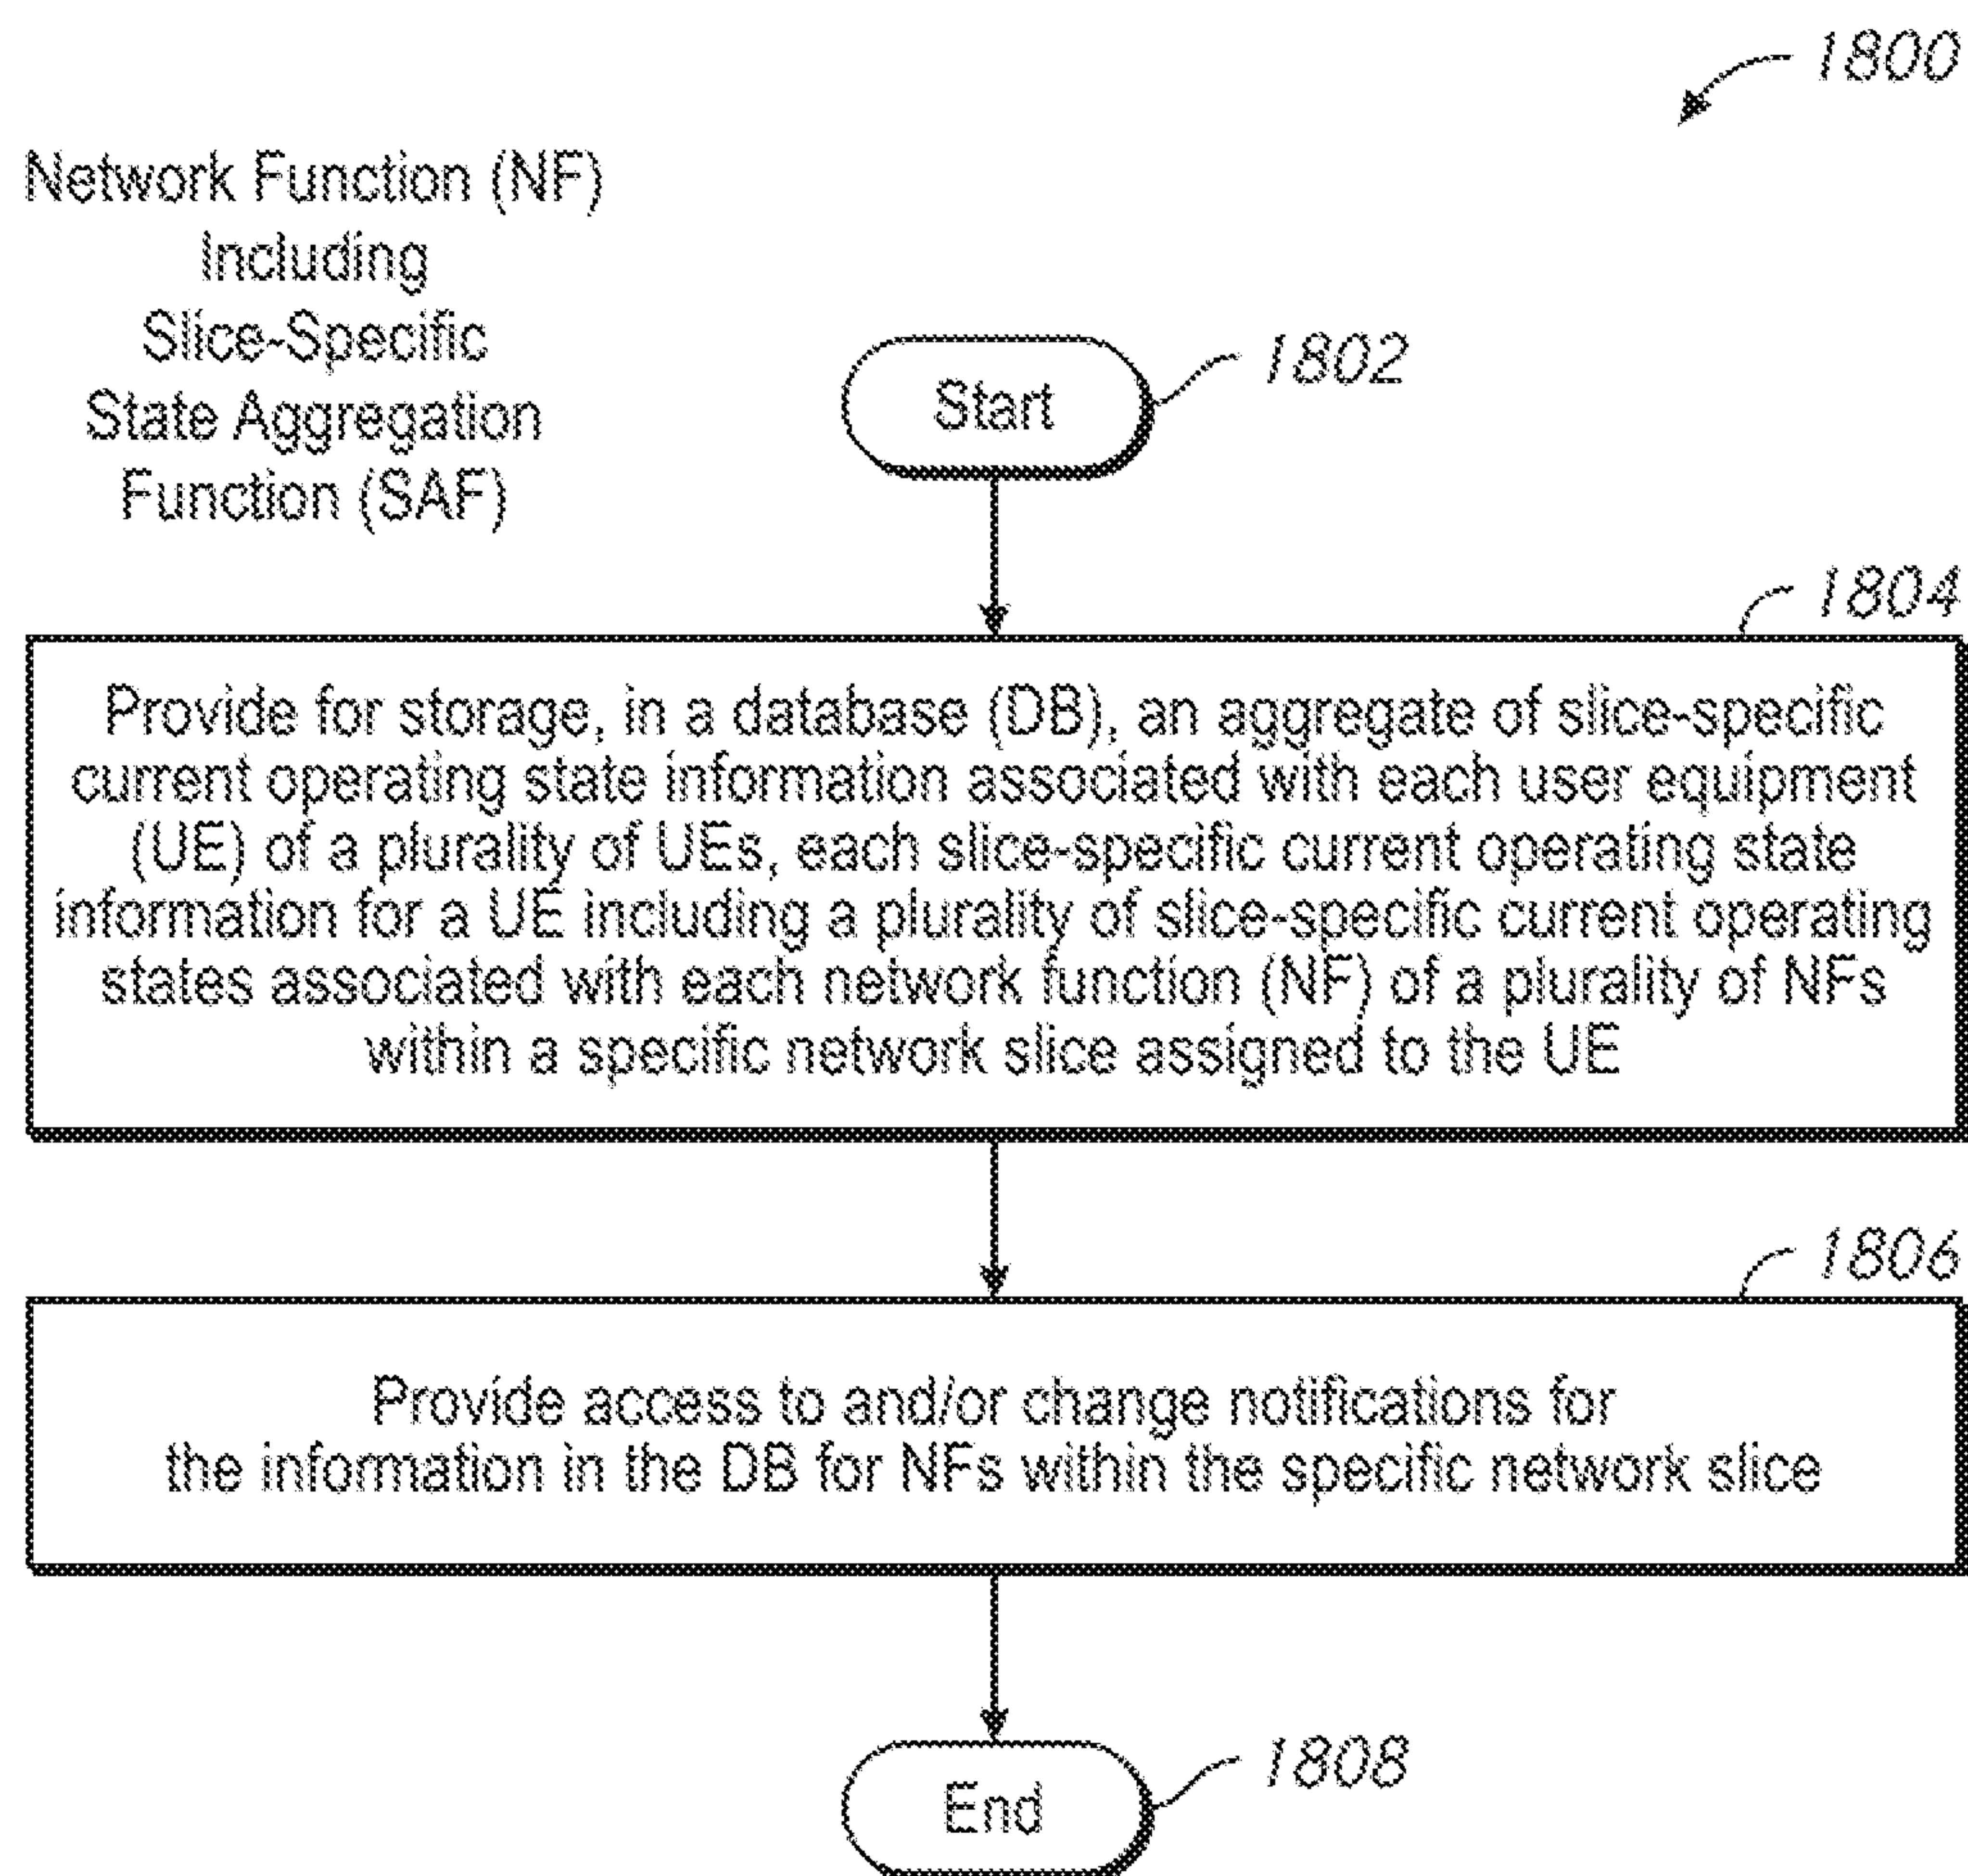 1800
Network Function (NF)
Including
Slice-Specific
State Aggregation
Function (SAF)
Start
1802
1804
Provide for storage, in a database (DB), an aggregate of slice-specific
current operating state information associated with each user equipment
(UE) of a plurality of UEs, each slice-specific current operating state
information for a UE including a plurality of slice-specific current operating
states associated with each network function (NF) of a plurality of NFs
within a specific network slice assigned to the UE
1806
Provide access to and/or change notifications for
the information in the DB for NFs within the specific network slice
End
1808